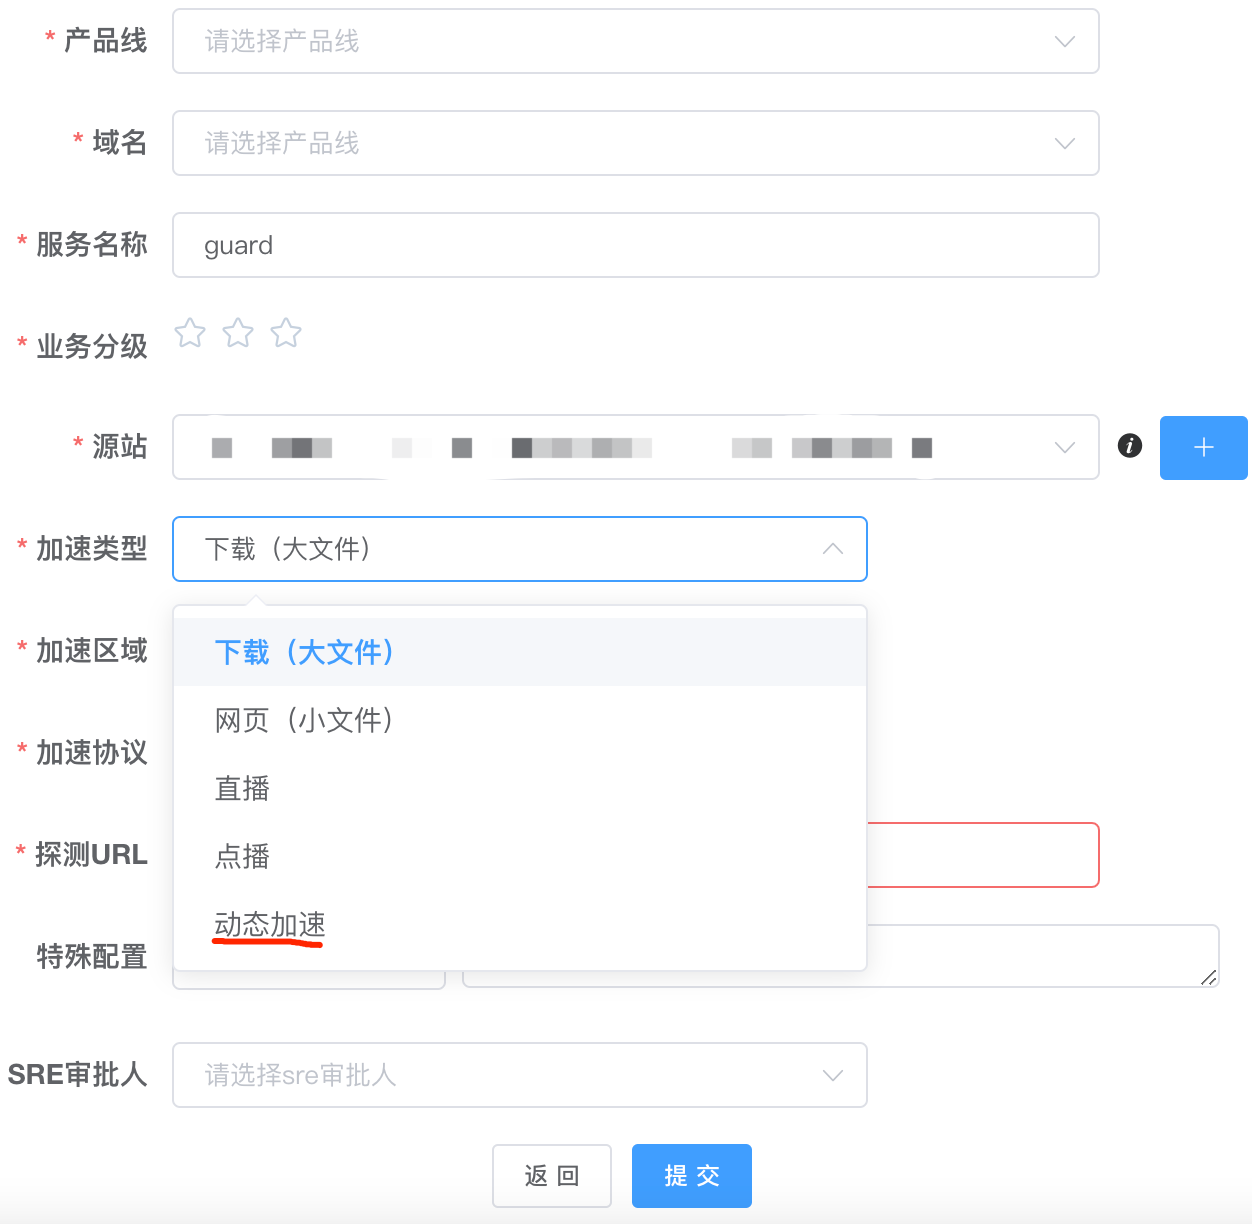 * 产品线 请选择产品线
* 域名 请选择产品线
* 服务名称 guard
* 业务分级
* 源站
* 加速类型 下载（大文件）
* 加速区域 下载（大文件）
网页（小文件）
* 加速协议 直播
* 探测URL 点播
动态加速
特殊配置
SRE审批人 请选择sre审批人
返 回 提 交